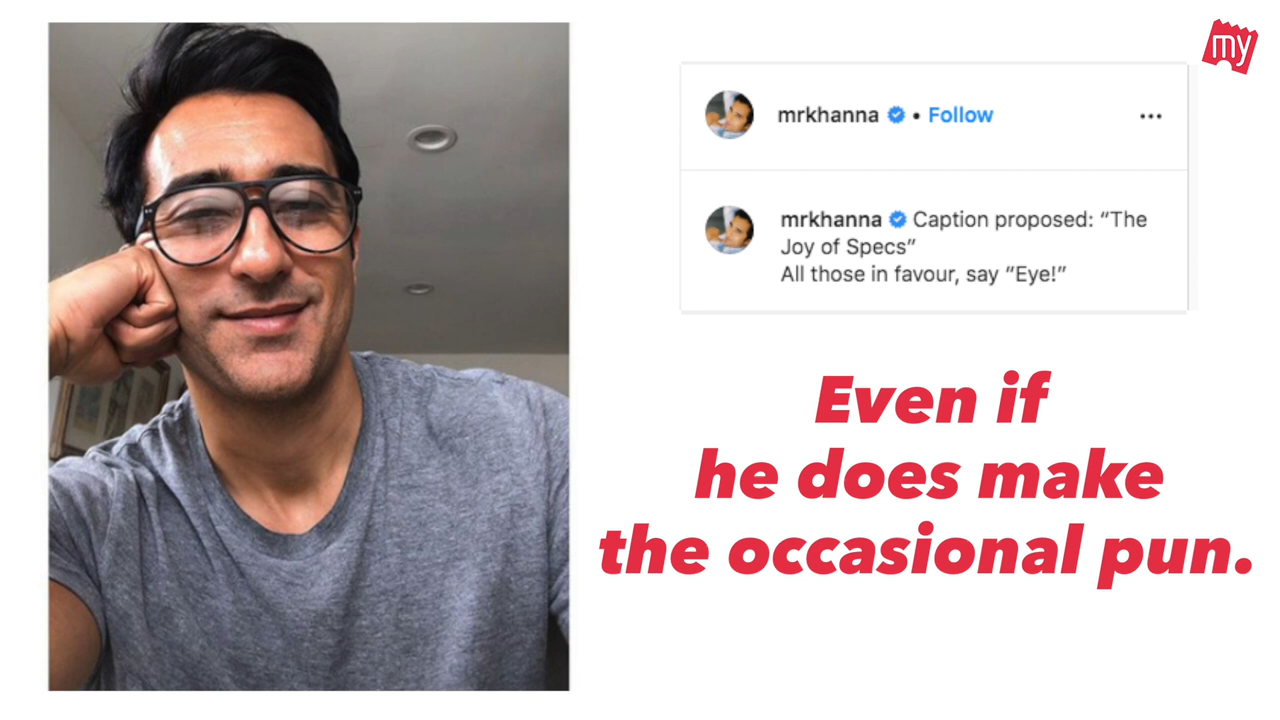 my
mrkhanna • Follow
mrkhanna Caption proposed: “The
Joy of Specs”
All those in favour, say “Eye!”
Even if
he does make
the occasional pun.